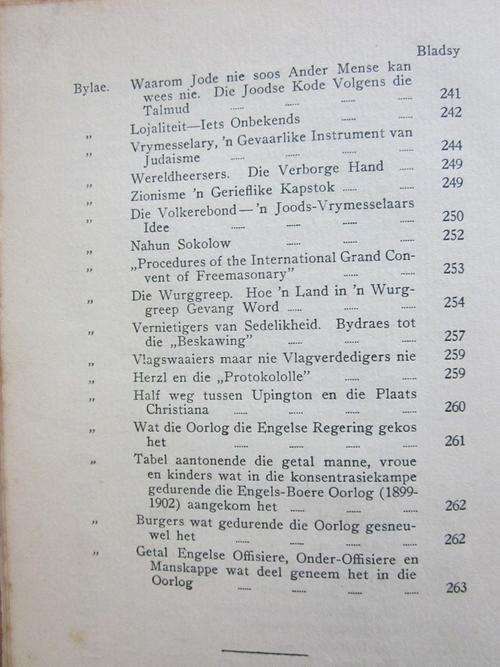 Bladsy
Bylae. Waarom Jode nie soos Ander Mense kan
wees nie. Die Joodse Kode Volgens die
Talmud ...... ...... ...... ...... 241
„ Lojaliteit—Iets Onbekends ...... ...... 242
„ Vrymesselary, 'n Gevaarlike Instrument van
Judaisme ...... ...... ...... ...... 244
„ Wereldheersers. Die Verborge Hand ...... ...... 249
„ Zionisme 'n Gerieflike Kapstok ...... ...... 249
„ Die Volkerebond—'n Joods-Vrymesselaars
Idee ...... ...... ...... ...... 250
„ Nahun Sokolow ...... ...... ...... 252
„ „Procedures of the International Grand Con-
vent of Freemasonary” ...... ...... 253
„ Die Wurggreep. Hoe 'n Land in 'n Wurg-
greep Gevang Word ...... ...... ...... 254
„ Vernietigers van Sedelikheid. Bydraes tot
die „Beskawing” ...... ...... ...... 257
„ Vlagswaaiers maar nie Vlagverdedigers nie 259
„ Herzl en die „Protokololle” ...... ...... 259
„ Half weg tussen Upington en die Plaats
Christiana ...... ...... ...... ...... 260
„ Wat die Oorlog die Engelse Regering gekos
het ...... ...... ...... ...... 261
„ Tabel aantonende die getal manne, vroue
en kinders wat in die konsentrasiekampe
gedurende die Engels-Boere Oorlog (1899-
1902) aangekom het ...... ...... ...... 262
„ Burgers wat gedurende die Oorlog gesneu-
wel het ...... ...... ...... ...... 262
„ Getal Engelse Offisiere, Onder-Offisiere en
Manskappe wat deel geneem het in die
Oorlog ...... ...... ...... ...... 263